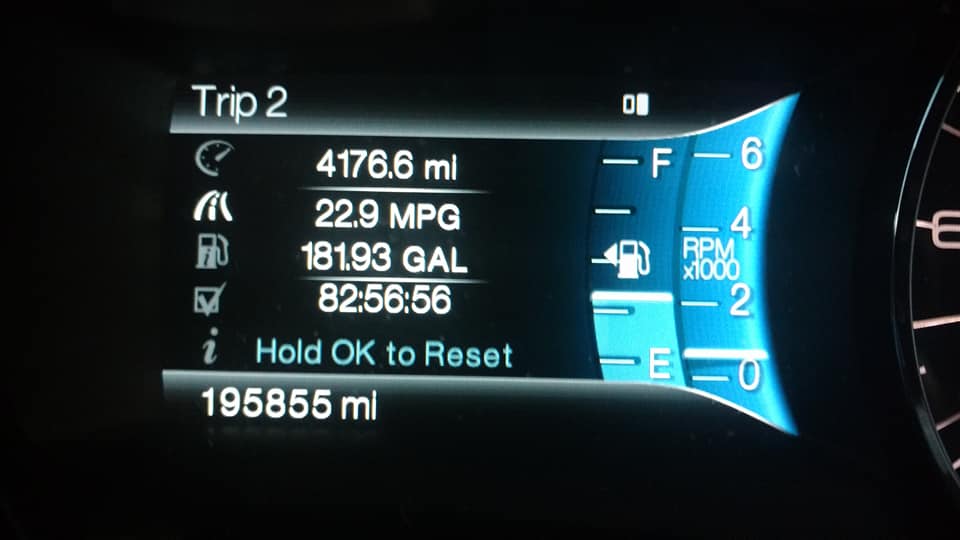 Trip 2
4176.6 mi
22.9 MPG
181.93 GAL
82:56:56
i Hold OK to Reset
195855 mi
F
E
6
4
RPM
x1000
2
0
6